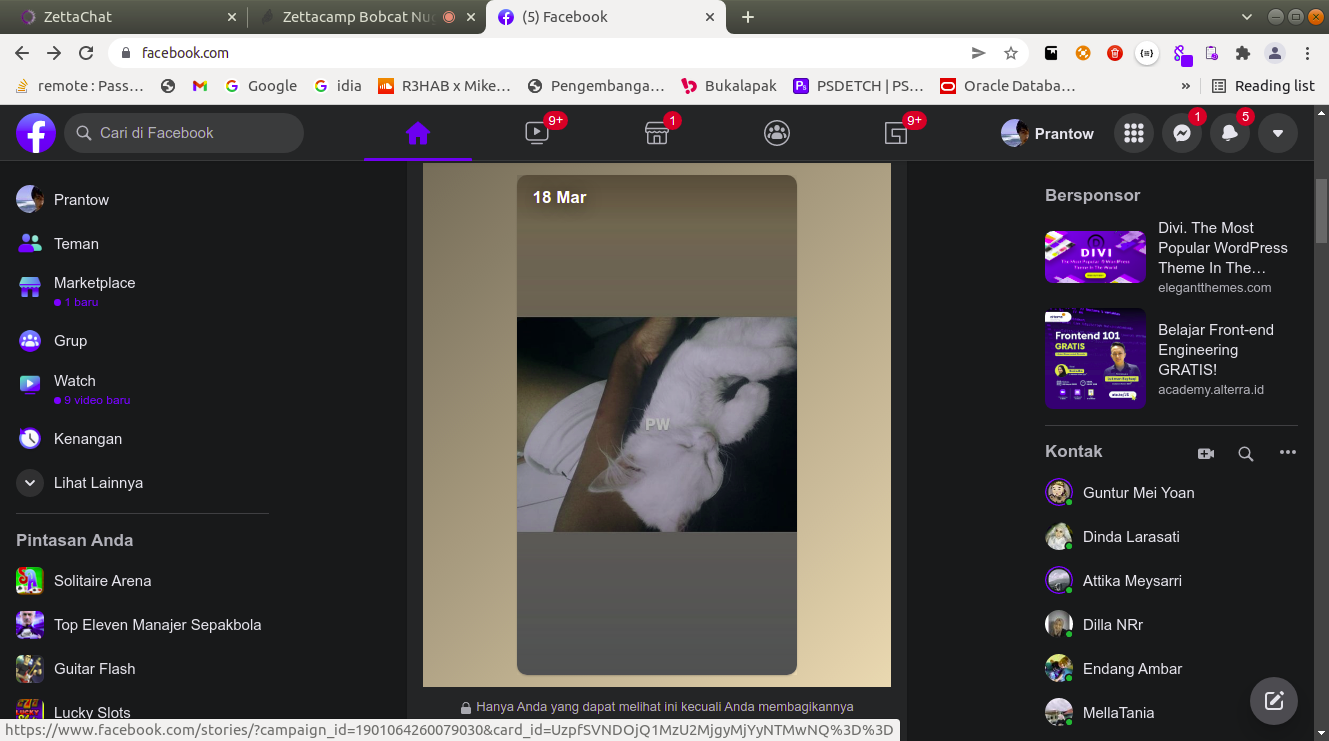 ZettaChat
Zettacamp Bobcat Nu
(5) Facebook
facebook.com
remote : Pass…
Google
idia
R3HAB x Mike…
Pengembanga…
Bukalapak
PSDETCH | PS…
Oracle Databa…
»
Reading list
Cari di Facebook
9+
1
9+
Prantow
1
5
Prantow
Teman
Marketplace
1 baru
Grup
Watch
9 video baru
Kenangan
Lihat Lainnya
Pintasan Anda
Solitaire Arena
Top Eleven Manajer Sepakbola
Guitar Flash
Lucky Slots
18 Mar
PW
Hanya Anda yang dapat melihat ini kecuali Anda membagikannya
Bersponsor
DIVI
Divi. The Most
Popular WordPress
Theme In The…
elegantthemes.com
Frontend 101
GRATIS
Belajar Front-end
Engineering
GRATIS!
academy.alterra.id
Kontak
Guntur Mei Yoan
Dinda Larasati
Attika Meysarri
Dilla NRr
Endang Ambar
MellaTania
https://www.facebook.com/stories/?campaign_id=1901064260079030&card_id=UzpfSVNDOjQ1MzU2MjgyMjYyNTMwNQ%3D%3D